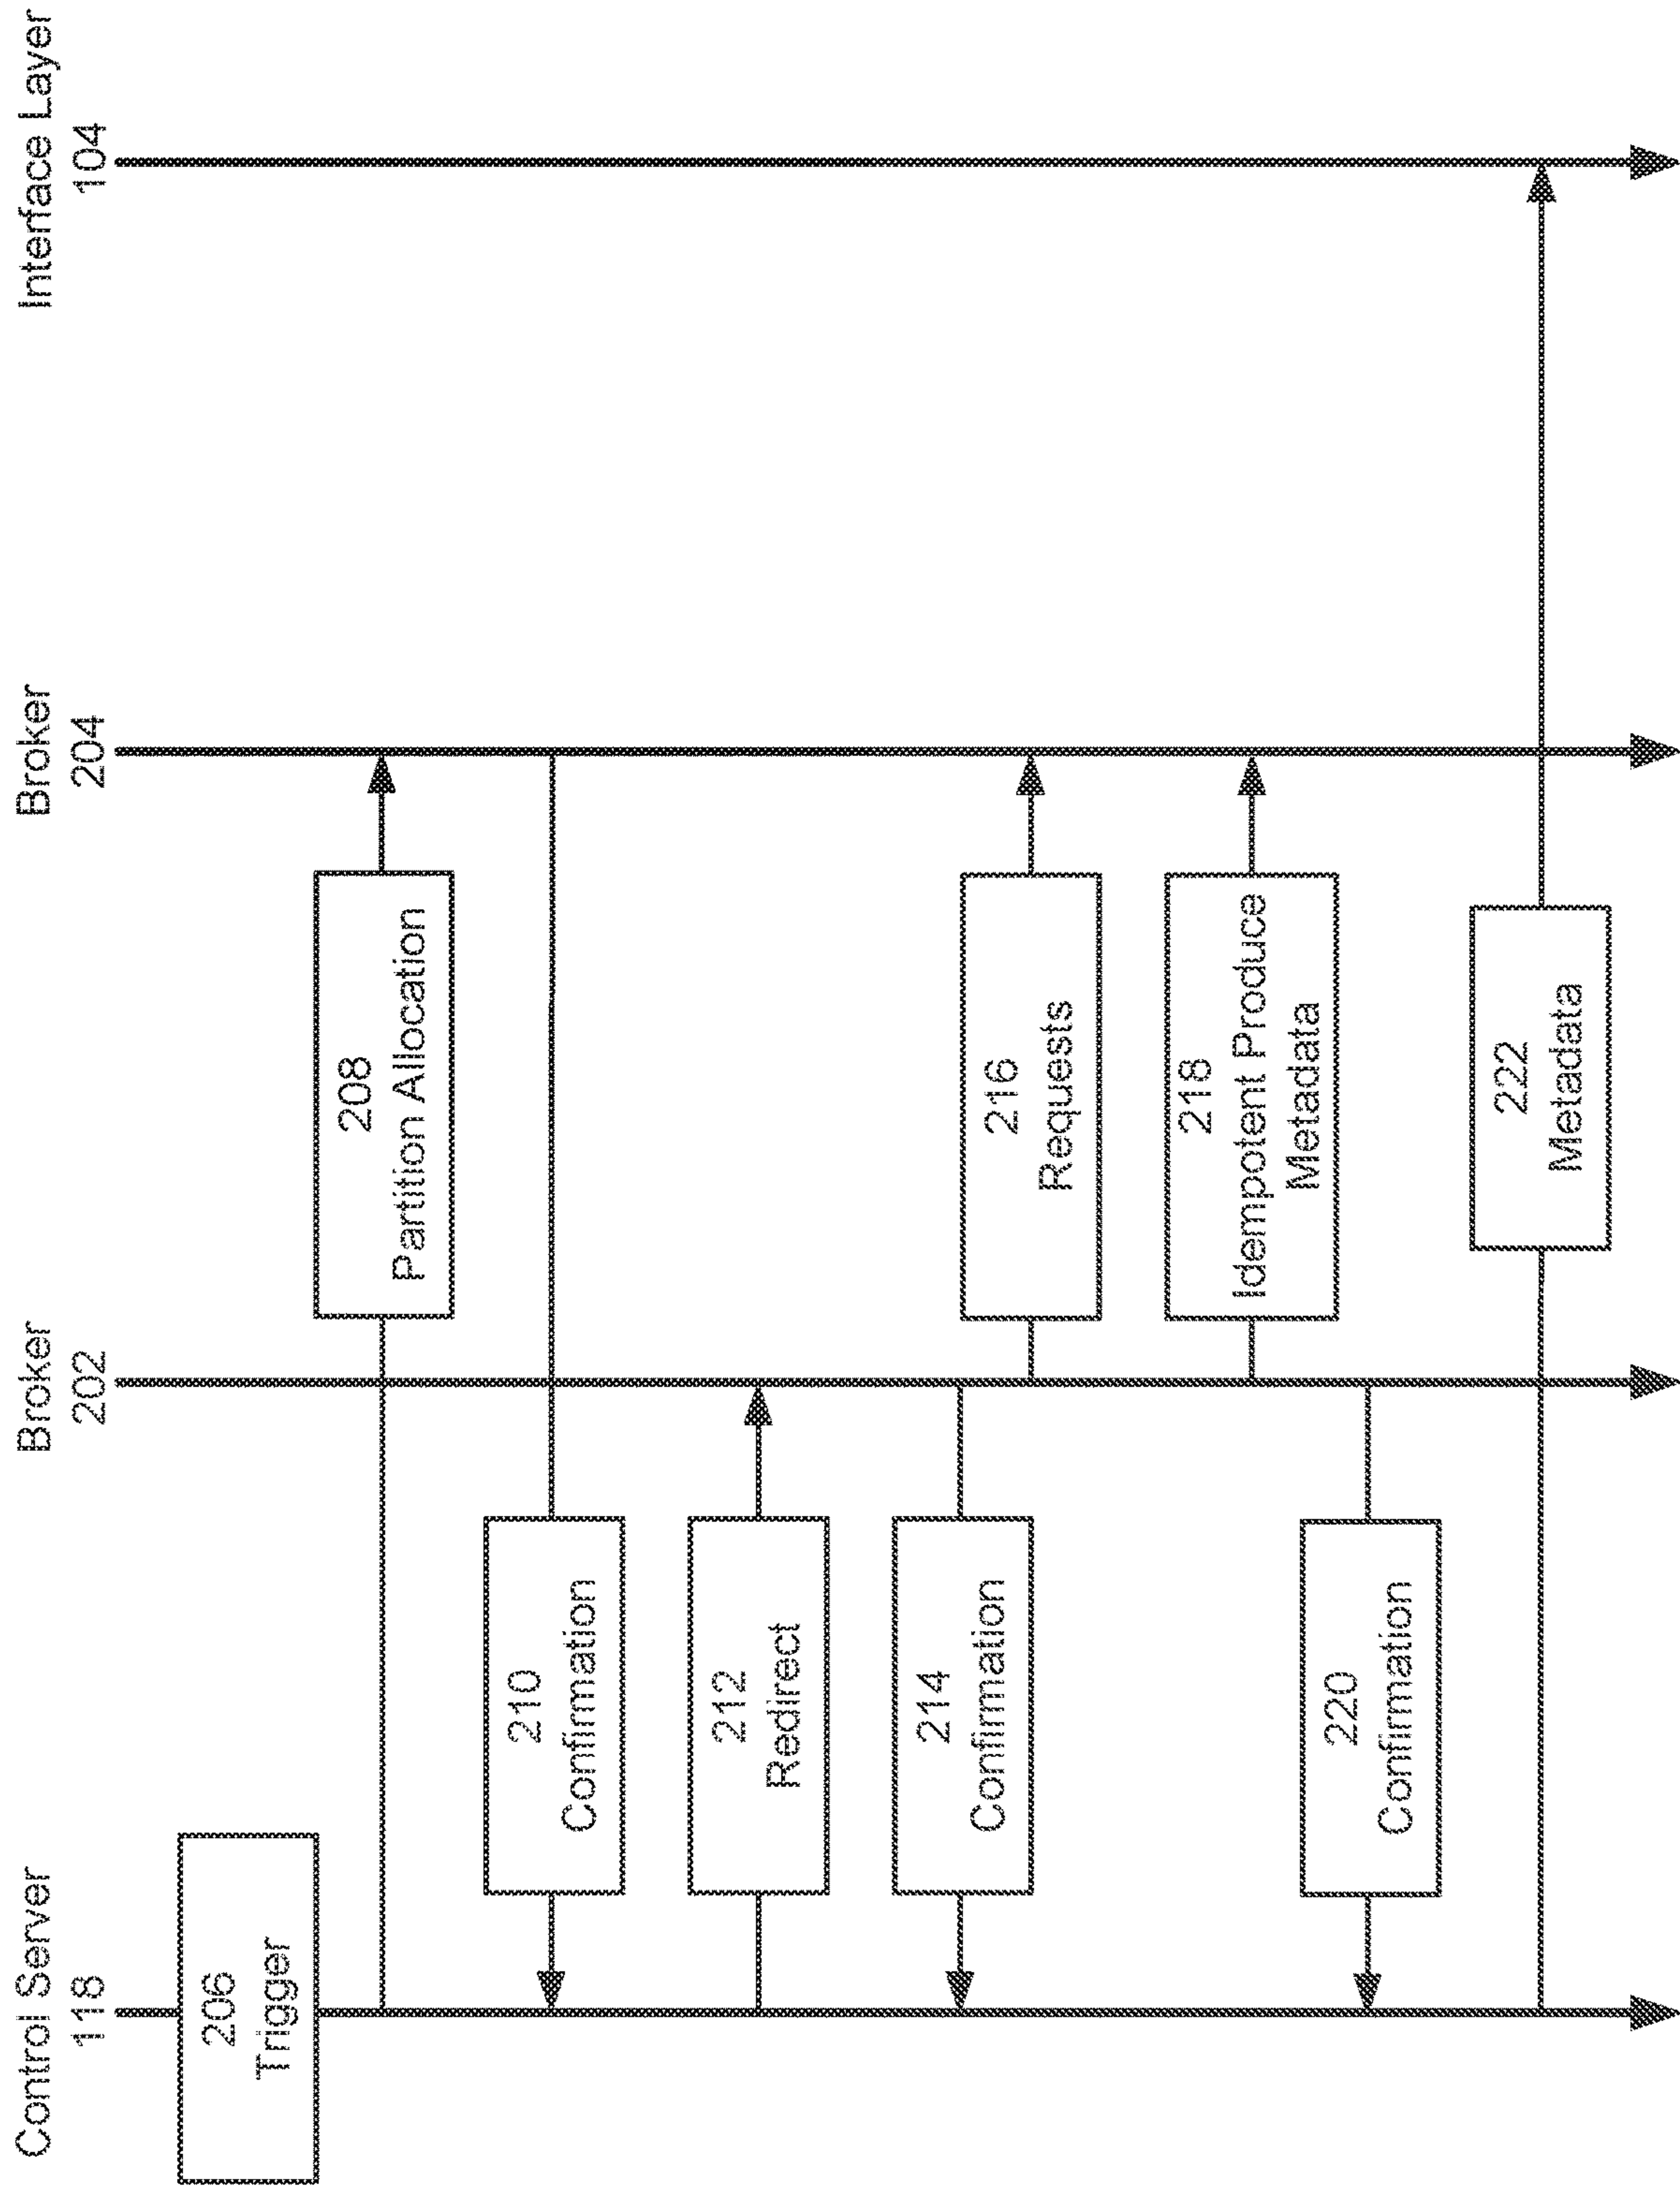 Control Server
118
Broker
202
Broker
204
Interface Layer
104
206
Trigger
208
Partition Allocation
210
Confirmation
212
Redirect
214
Confirmation
216
Requests
218
Idempotent Produce
Metadata
220
Confirmation
222
Metadata